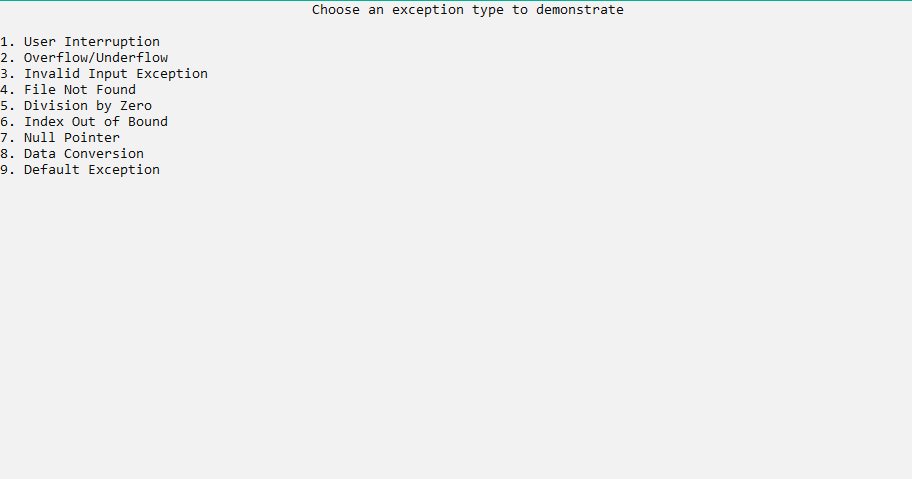 Choose an exception type to demonstrate
1. User Interruption
2. Overflow/Underflow
3. Invalid Input Exception
4. File Not Found
5. Division by Zero
6. Index Out of Bound
7. Null Pointer
8. Data Conversion
9. Default Exception